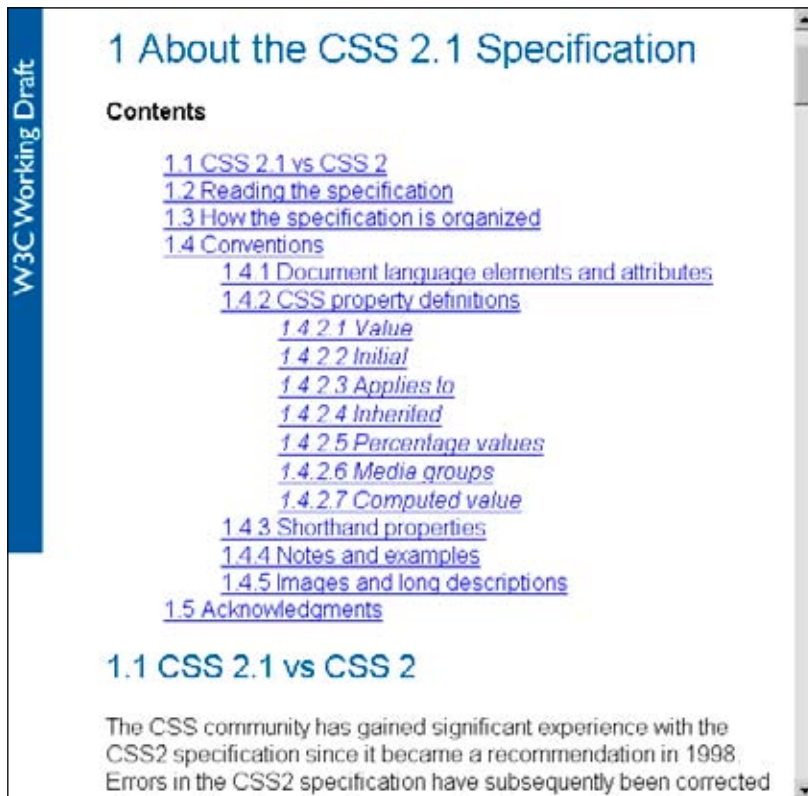 W3C Working Draft
1 About the CSS 2.1 Specification
Contents
1.1 CSS 2.1 vs CSS 2
1.2 Reading the specification
1.3 How the specification is organized
1.4 Conventions
1.4.1 Document language elements and attributes
1.4.2 CSS property definitions
1.4.2.1 Value
1.4.2.2 Initial
1.4.2.3 Applies to
1.4.2.4 Inherited
1.4.2.5 Percentage values
1.4.2.6 Media groups
1.4.2.7 Computed value
1.4.3 Shorthand properties
1.4.4 Notes and examples
1.4.5 Images and long descriptions
1.5 Acknowledgments
1.1 CSS 2.1 vs CSS 2
The CSS community has gained significant experience with the
CSS2 specification since it became a recommendation in 1998.
Errors in the CSS2 specification have subsequently been corrected